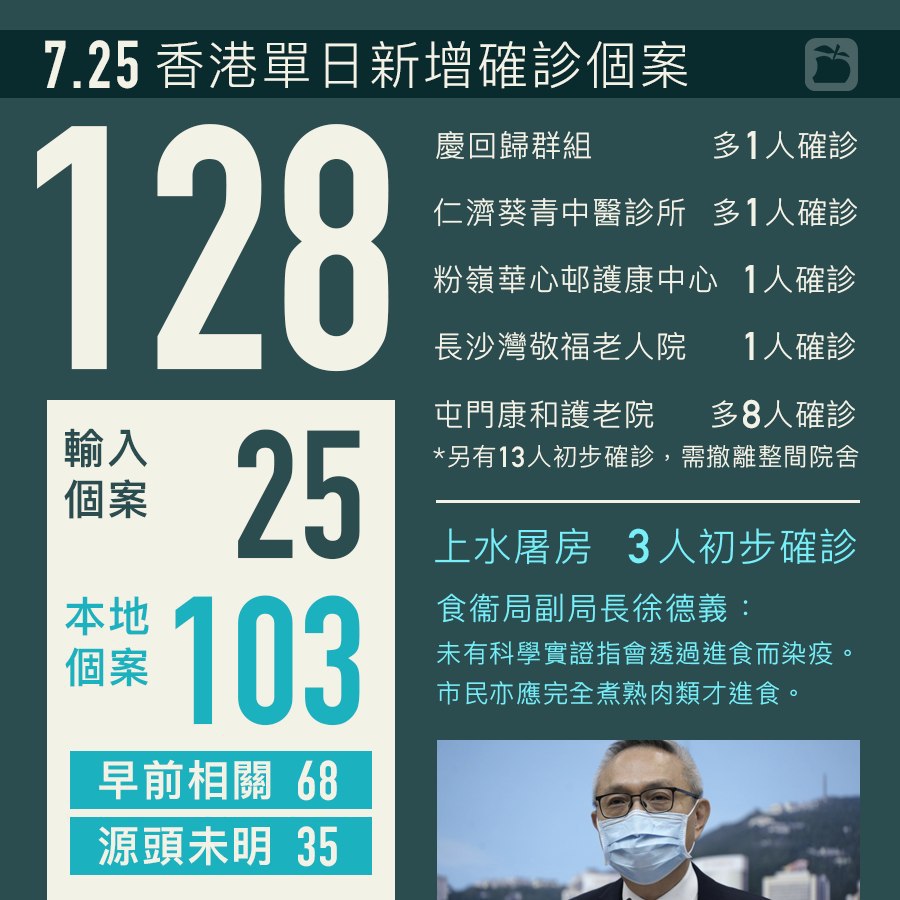 7.25 香港單日新增確診個案
128
輸入
個案
25
本地
個案
103
早前相關 68
源頭未明 35
慶回歸群組 多1人確診
仁濟葵青中醫診所 多1人確診
粉嶺華心邨護康中心 1人確診
長沙灣敬福老人院 1人確診
屯門康和護老院 多8人確診
*另有13人初步確診，需撤離整間院舍
上水屠房 3人初步確診
食衞局副局長徐德義：
未有科學實證指會透過進食而染疫。
市民亦應完全煮熟肉類才進食。